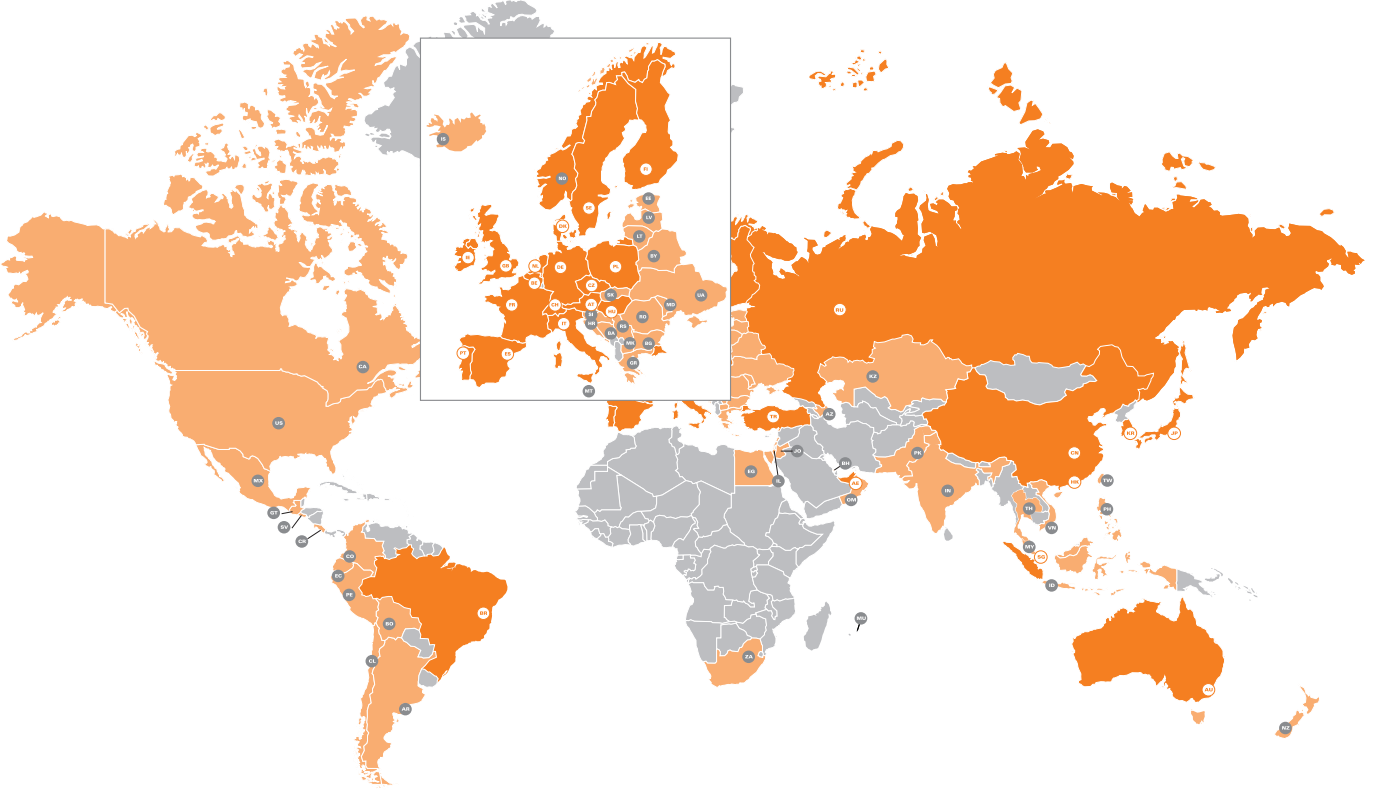 IS
NO
FI
SE
EE
LV
DK
LT
BY
IE
GB
NL
DE
PL
BE
CZ
UA
SK
FR
CH
AT
MD
HU
SI
RO
IT
HR
RS
BA
PT
ES
MK
BG
GR
MT
CA
US
MX
GT
SV
CR
CO
EC
PE
BO
BR
CL
AR
RU
KZ
AZ
TR
KR
JP
JO
PK
CN
BH
EG
IL
AE
HK
TW
IN
OM
TH
PH
VN
MY
SG
ID
MU
ZA
AU
NZ